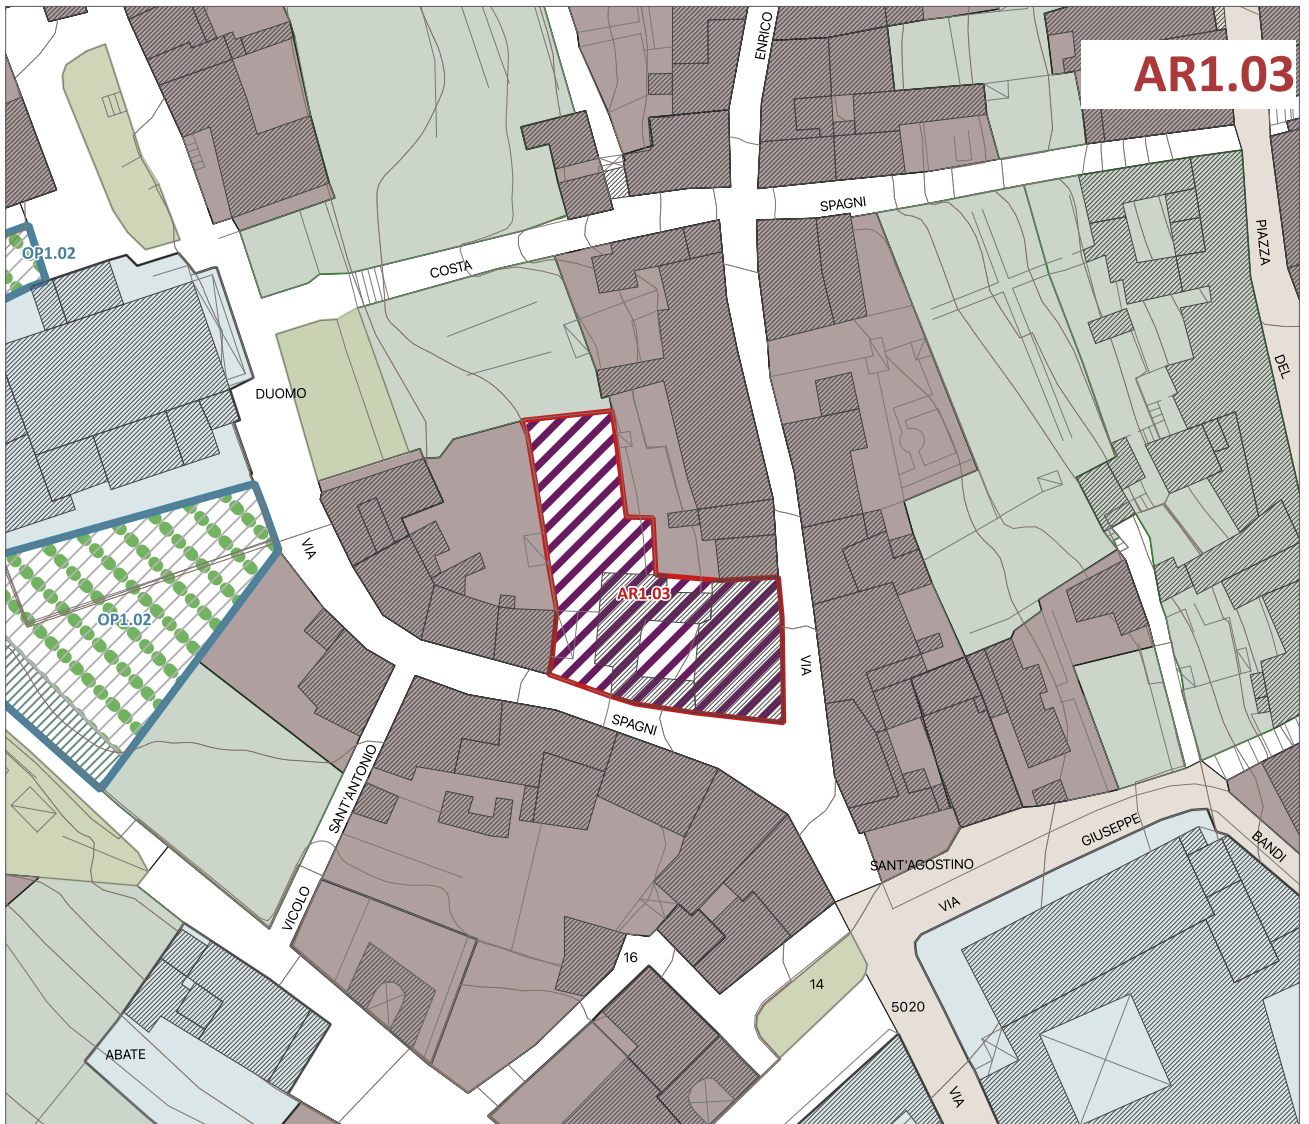 ENRICO
AR1.03
SPAGNI
PIAZZA
OP1.02
COSTA
DEL
DUOMO
VIA
AR1.03
OP1.02
VIA
SPAGNI
SANT'ANTONIO
GIUSEPPE
BANDI
SANT'AGOSTINO
VICOLO
VIA
16
14
5020
ABATE
VIA